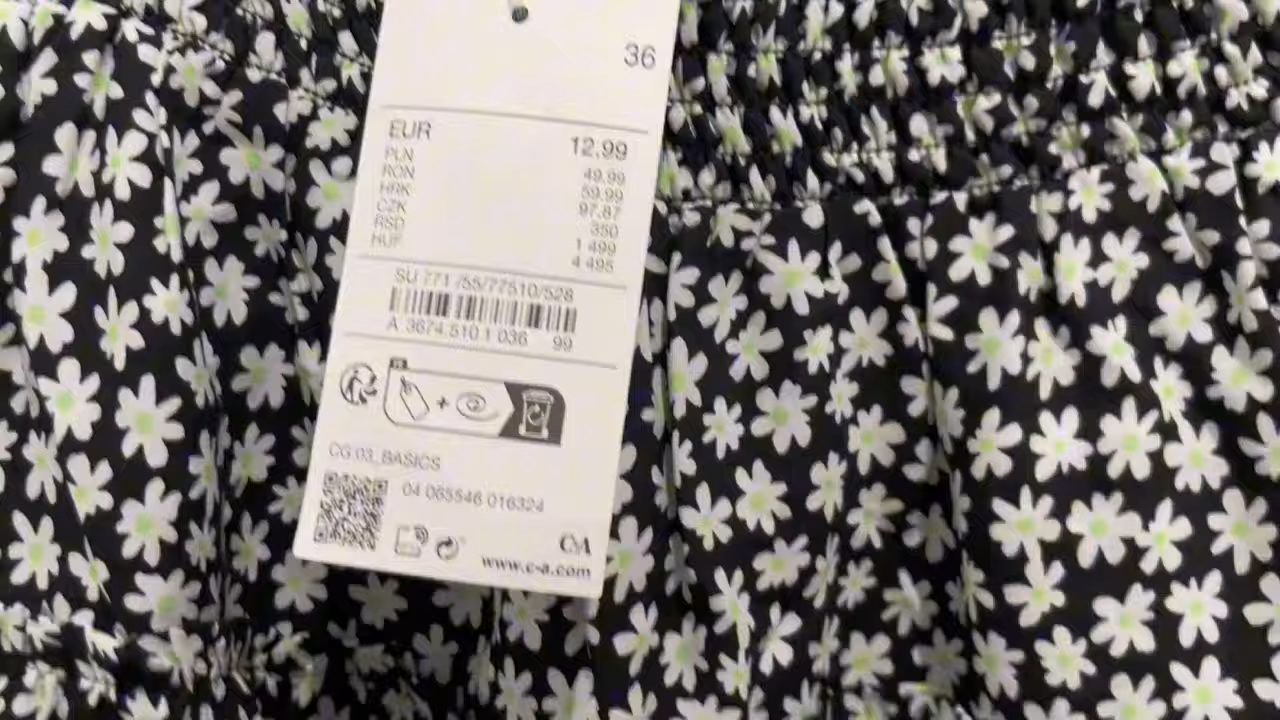 36
EUR 12,99
PLN 49,99
RON 59,99
HRK 97,87
CZK 350
RSD 1 499
HUF 4 495
SU 771 /55/77510/528
A 3674 510 1 036 99
FR
CG 03_BASICS
04 065546 016324
C&A
www.c-a.com